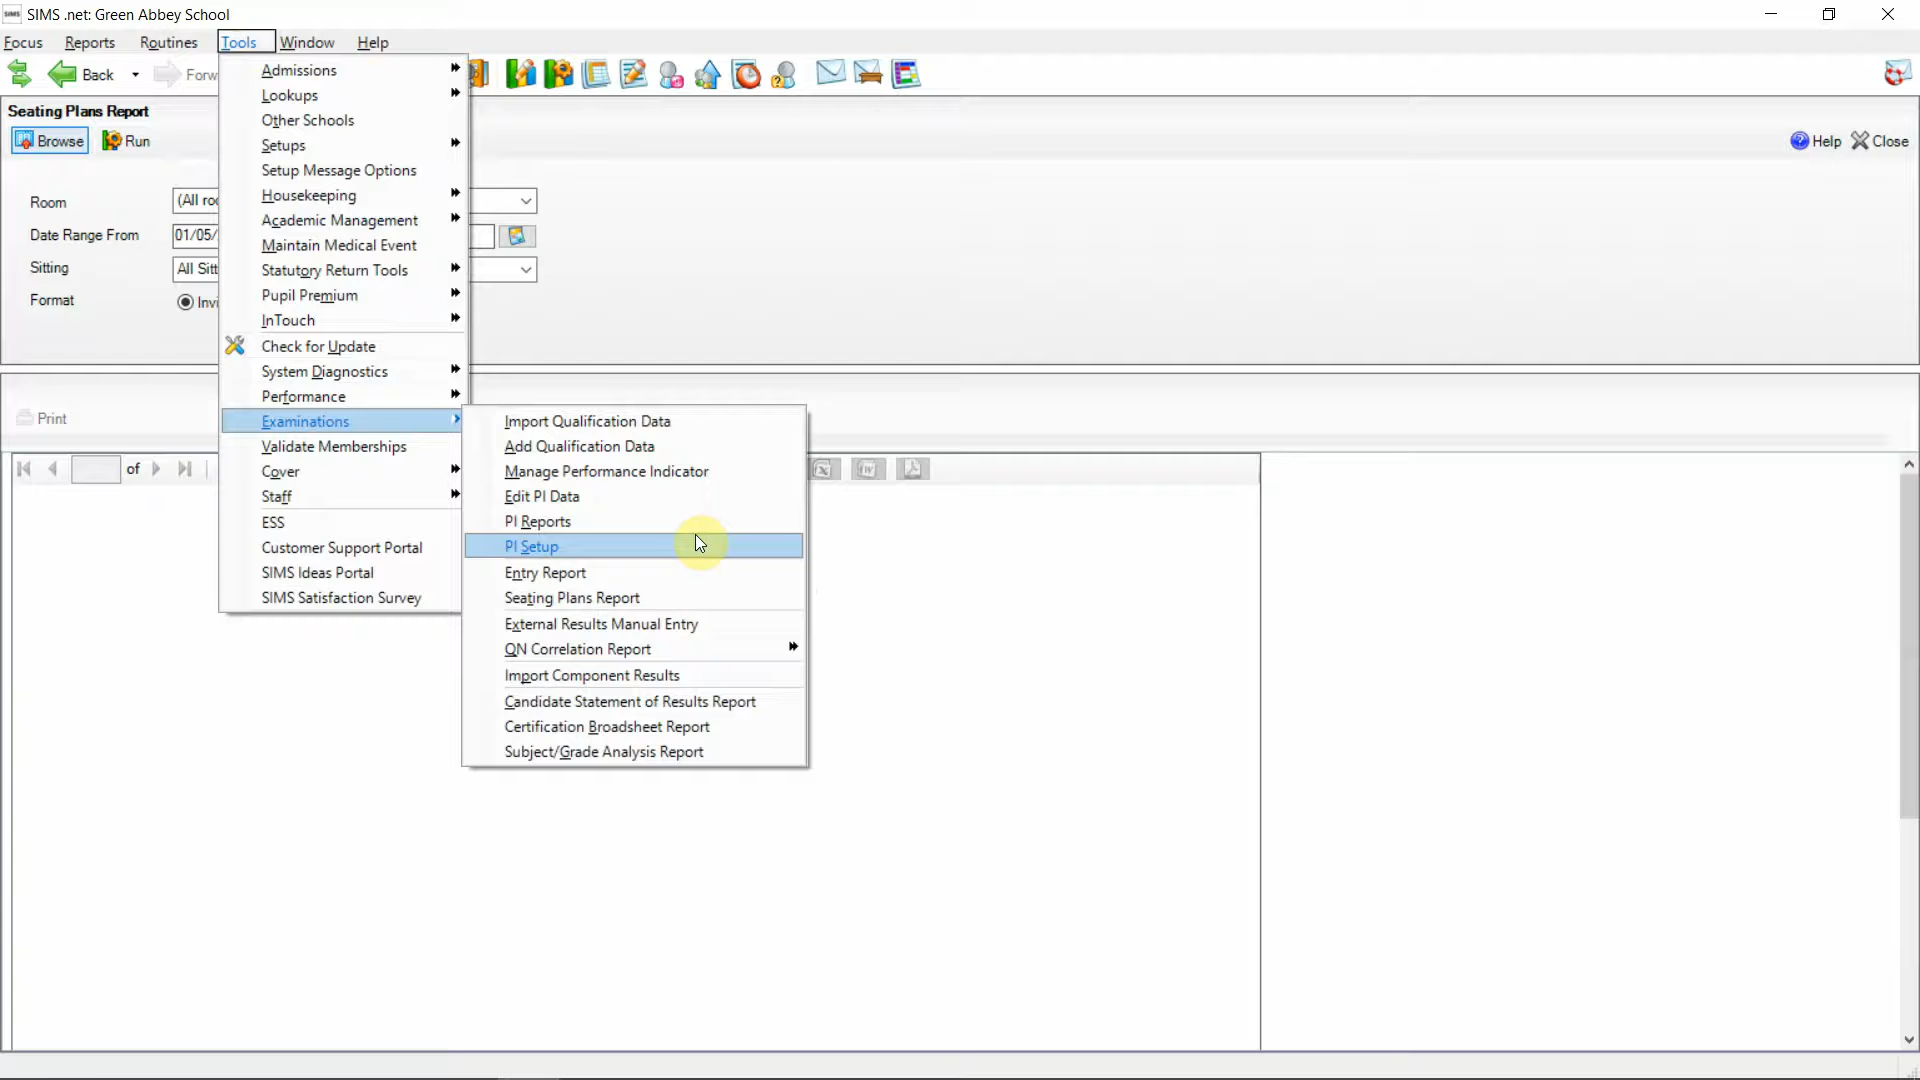 SIMS .net: Green Abbey School
Focus Reports Routines Tools Window Help
Back Forw
Seating Plans Report
Browse Run
Help Close
Room (All roo
Date Range From 01/05/
Sitting All Sitt
Format Invi
Print
of
Admissions
Lookups
Other Schools
Setups
Setup Message Options
Housekeeping
Academic Management
Maintain Medical Event
Statutory Return Tools
Pupil Premium
InTouch
Check for Update
System Diagnostics
Performance
Examinations
Validate Memberships
Cover
Staff
ESS
Customer Support Portal
SIMS Ideas Portal
SIMS Satisfaction Survey
Import Qualification Data
Add Qualification Data
Manage Performance Indicator
Edit PI Data
PI Reports
PI Setup
Entry Report
Seating Plans Report
External Results Manual Entry
QN Correlation Report
Import Component Results
Candidate Statement of Results Report
Certification Broadsheet Report
Subject/Grade Analysis Report